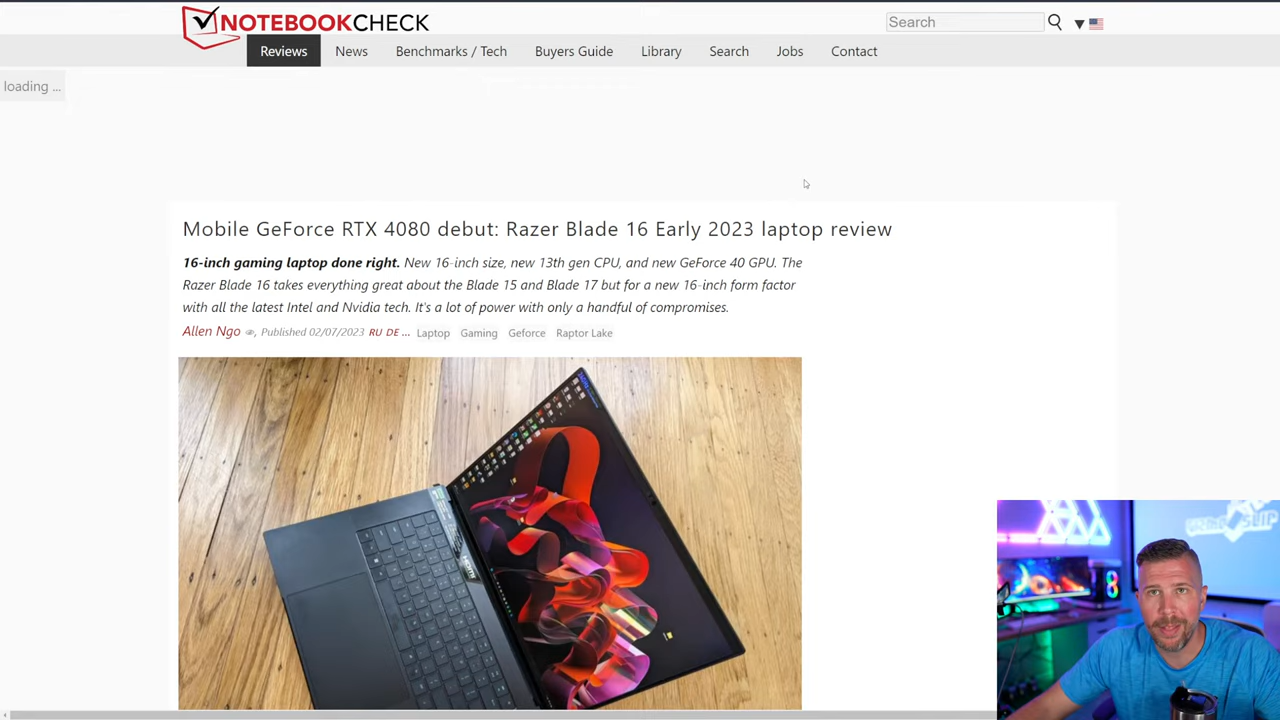 NOTEBOOKCHECK
Search
Reviews News Benchmarks / Tech Buyers Guide Library Search Jobs Contact
loading ...
Mobile GeForce RTX 4080 debut: Razer Blade 16 Early 2023 laptop review
16-inch gaming laptop done right. New 16-inch size, new 13th gen CPU, and new GeForce 40 GPU. The
Razer Blade 16 takes everything great about the Blade 15 and Blade 17 but for a new 16-inch form factor
with all the latest Intel and Nvidia tech. It's a lot of power with only a handful of compromises.
Allen Ngo , Published 02/07/2023 RU DE ... Laptop Gaming Geforce Raptor Lake
HDMI
SLIP